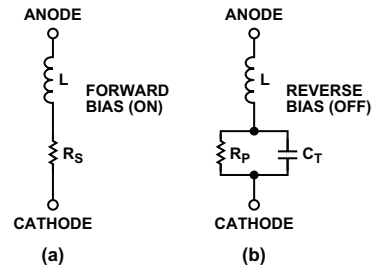 ANODE
L
FORWARD
BIAS (ON)
RS
CATHODE
(a)
ANODE
L
REVERSE
BIAS (OFF)
RP
CT
CATHODE
(b)